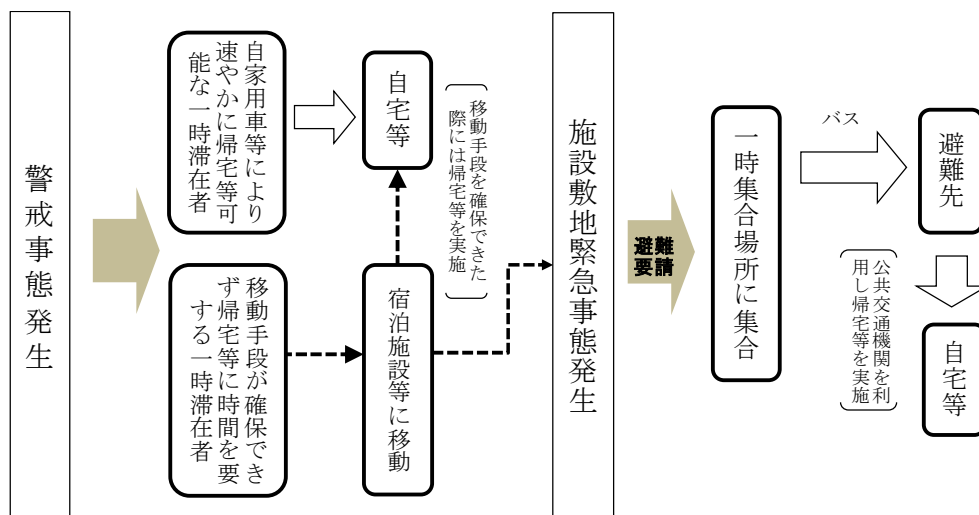 警戒事態発生
自家用車等により
速やかに帰宅等可
能な一時滞在者
自宅等
移動手段を確保できた
際には帰宅等を実施
移動手段が確保でき
ず帰宅等に時間を要
する一時滞在者
宿泊施設等に移動
施設敷地緊急事態発生
避難
要請
一時集合場所に集合
バス
避難先
公共交通機関を利
用し帰宅等を実施
自宅等